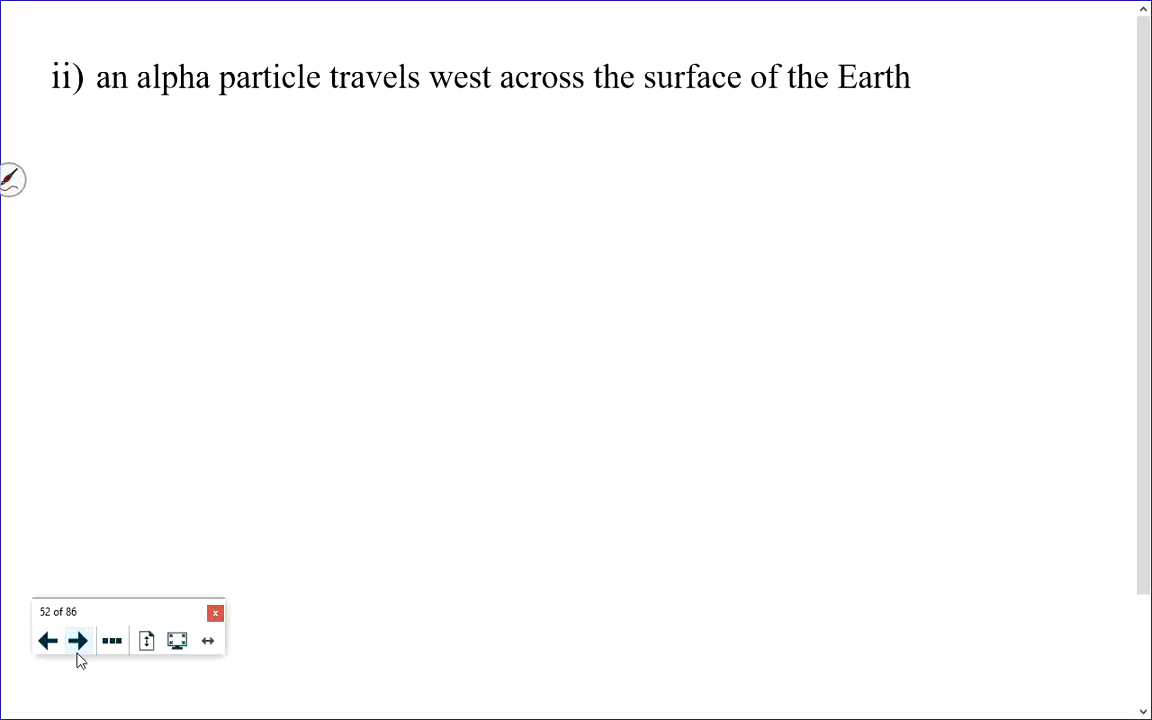 ii) an alpha particle travels west across the surface of the Earth
52 of 86
x